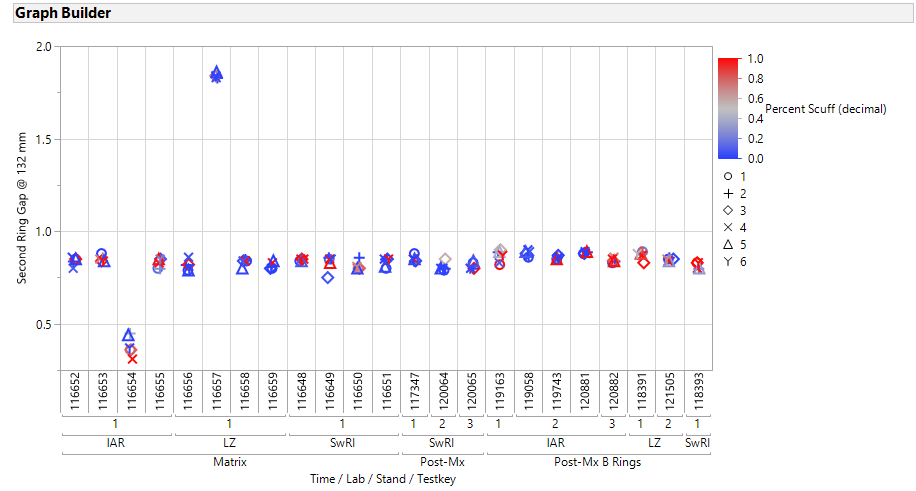 Graph Builder
2.0
1.5
1.0
0.5
Second Ring Gap @ 132 mm
1.0
0.8
0.6
0.4
0.2
0.0
Percent Scuff (decimal)
1
2
3
4
5
6
116652 116653 116654 116655 116656 116657 116658 116659 116648 116649 116650 116651 117347 120064 120065 119163 119058 119743 120881 120882 118391 121505 118393
1 1 1 1 2 3 1 2 3 1 2 1
IAR LZ SwRI SwRI IAR LZ SwRI
Matrix Post-Mx Post-Mx B Rings
Time / Lab / Stand / Testkey